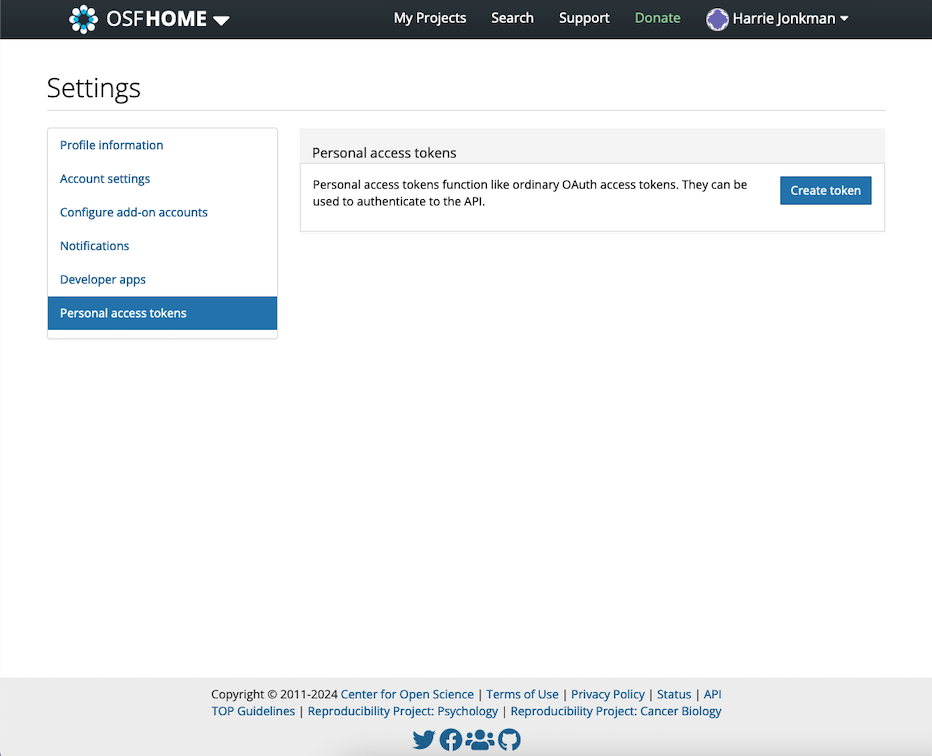 OSFHOME My Projects Search Support Donate Harrie Jonkman
Settings
Profile information
Account settings
Configure add-on accounts
Notifications
Developer apps
Personal access tokens
Personal access tokens
Personal access tokens function like ordinary OAuth access tokens. They can be
used to authenticate to the API.
Create token
Copyright © 2011-2024 Center for Open Science | Terms of Use | Privacy Policy | Status | API
TOP Guidelines | Reproducibility Project: Psychology | Reproducibility Project: Cancer Biology